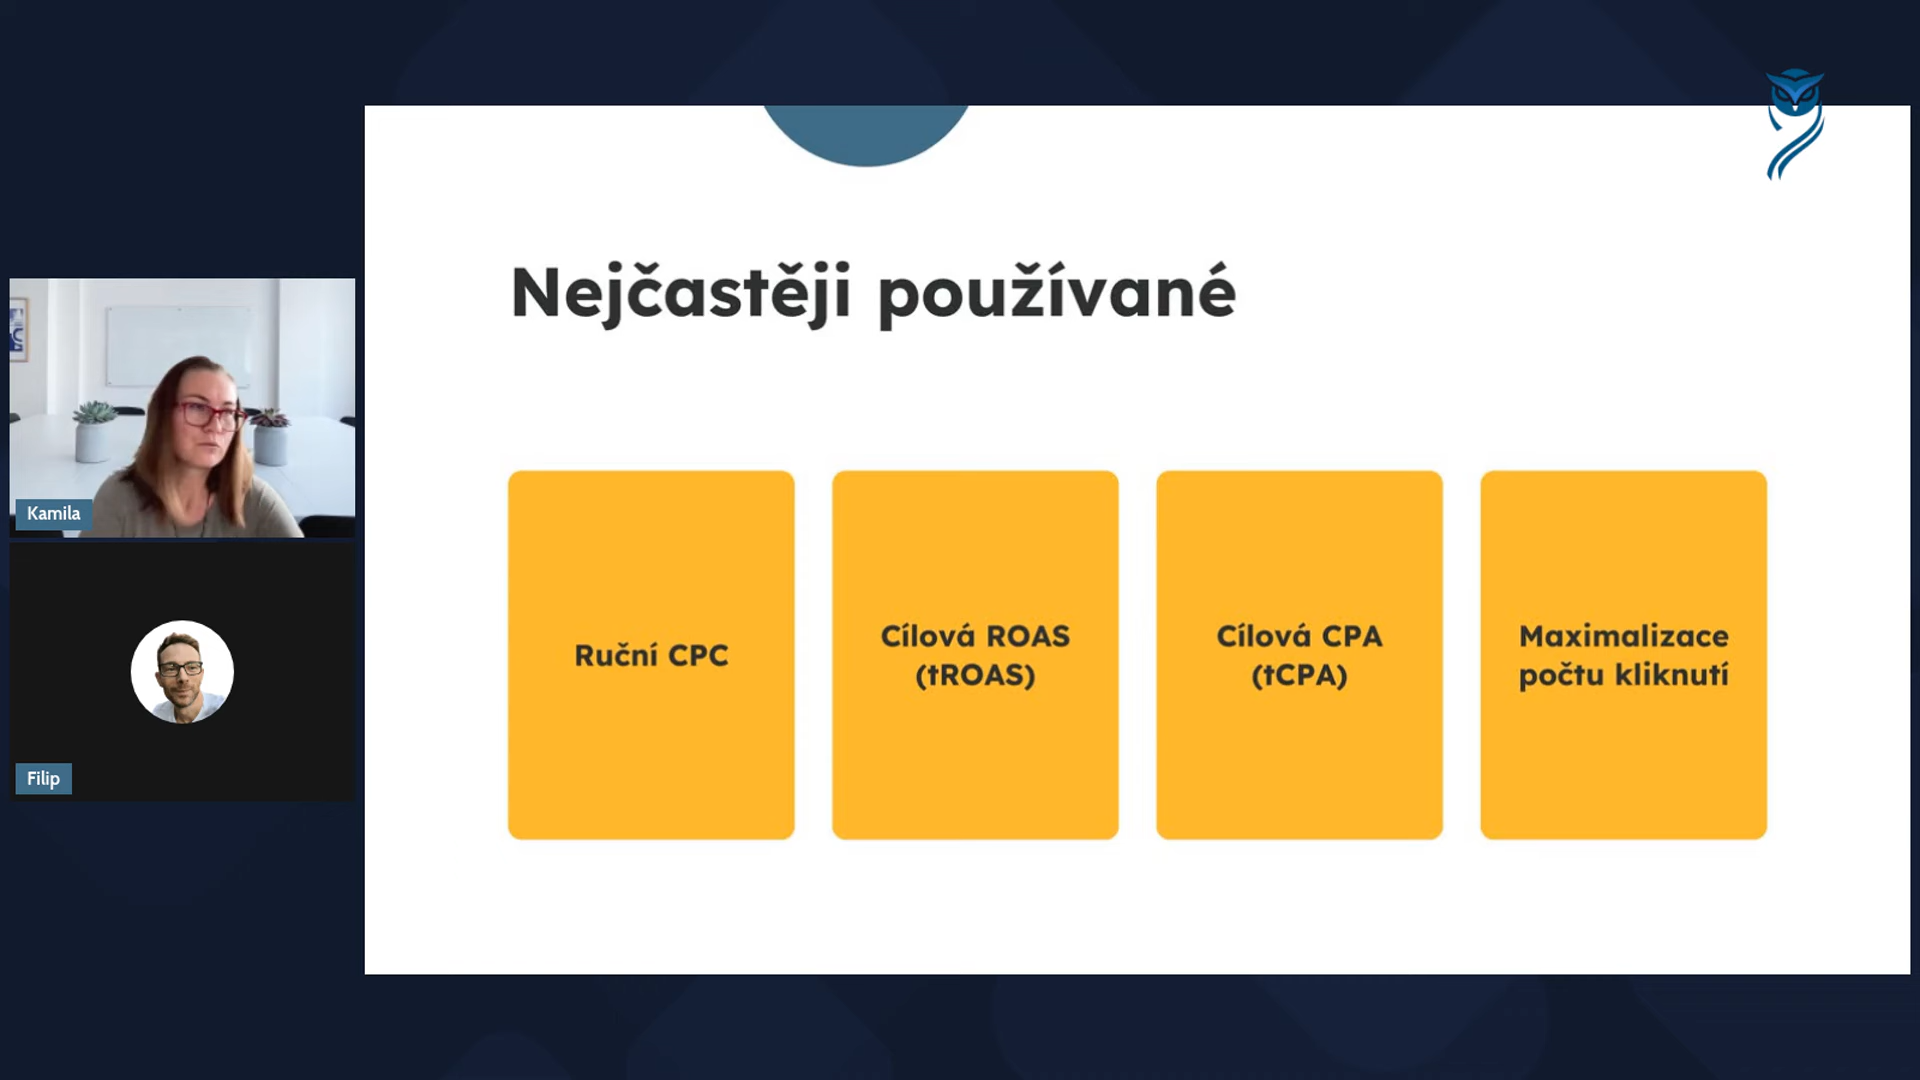 Nejčastěji používané
Ruční CPC
Cílová ROAS
(tROAS)
Cílová CPA
(tCPA)
Maximalizace
počtu kliknutí
Kamila
Filip